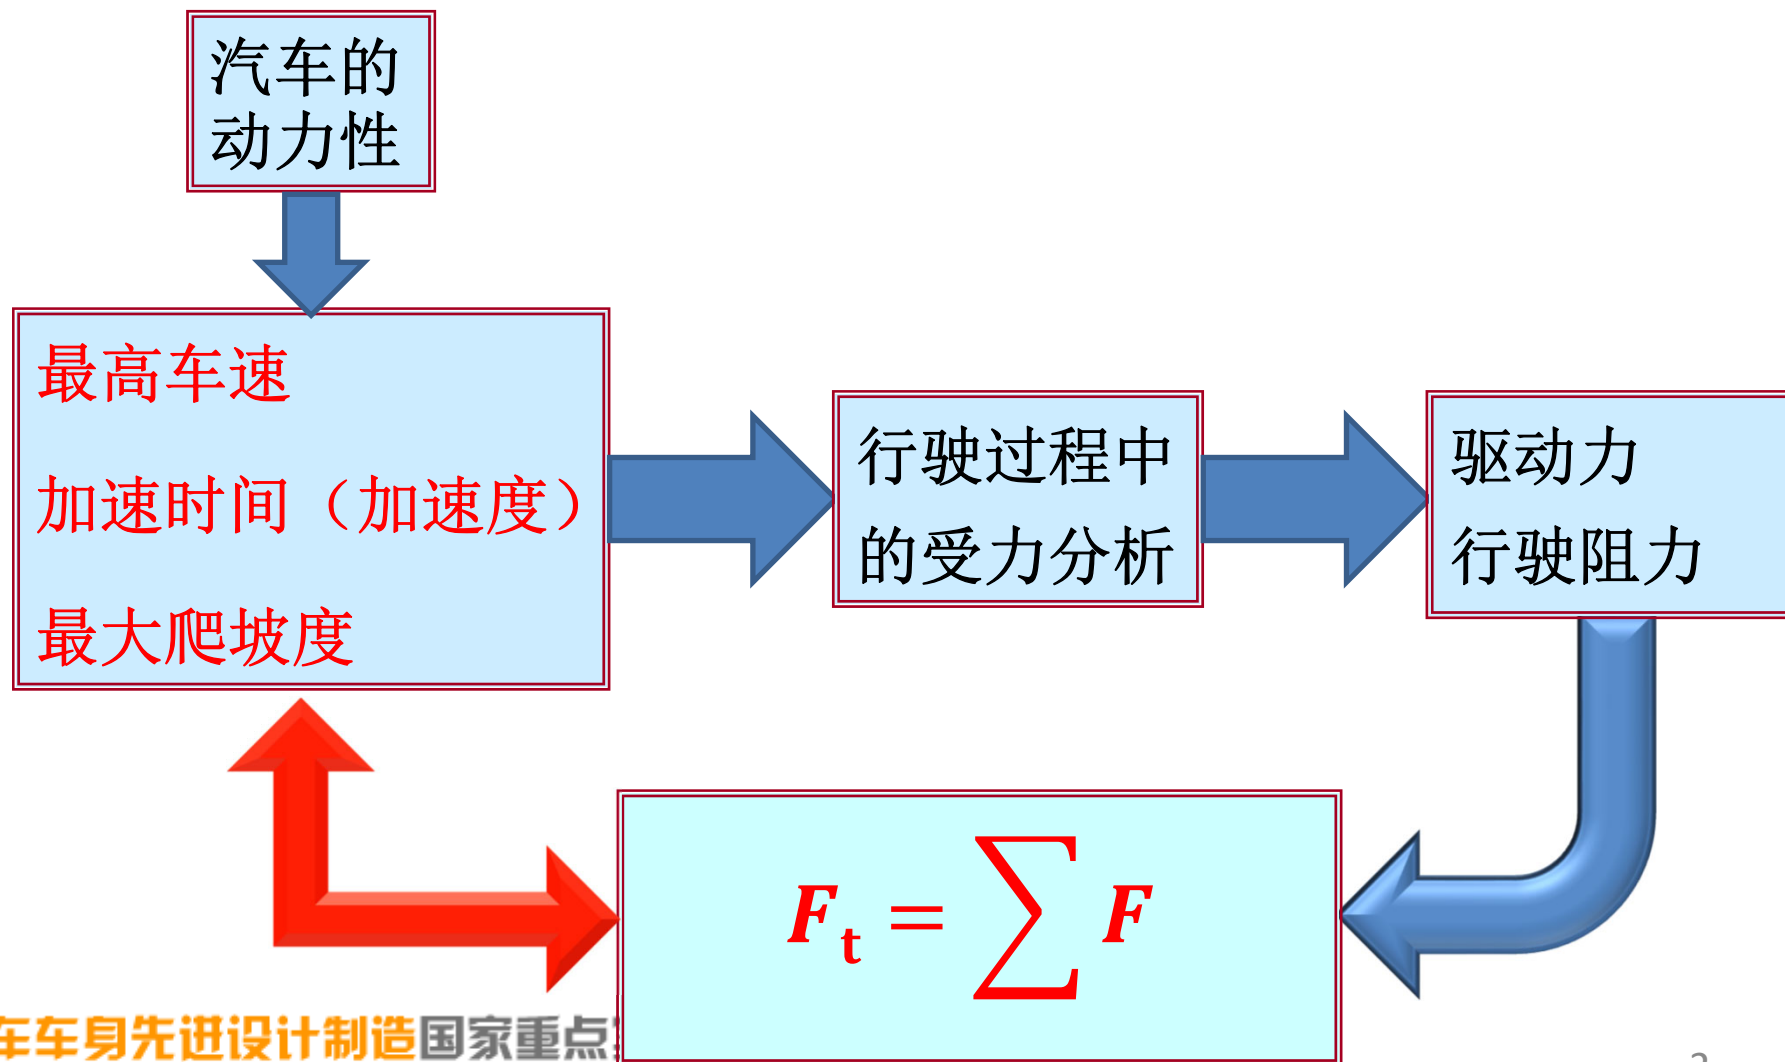 汽车的
动力性
最高车速
加速时间（加速度）
最大爬坡度
行驶过程中
的受力分析
驱动力
行驶阻力
F_t = ∑ F
车车身先进设计制造国家重点